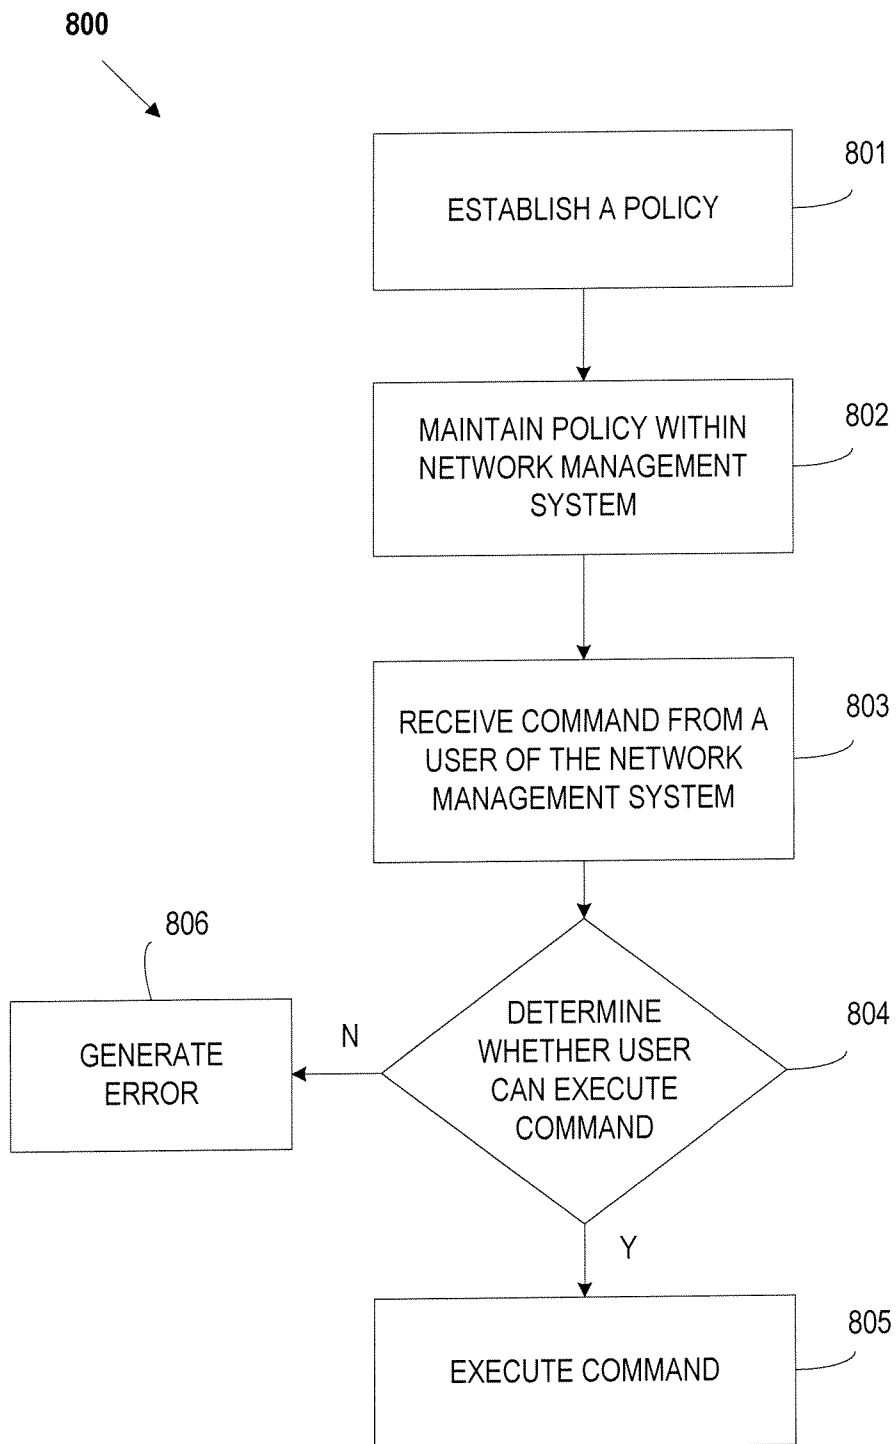 800
801
ESTABLISH A POLICY
802
MAINTAIN POLICY WITHIN
NETWORK MANAGEMENT
SYSTEM
803
RECEIVE COMMAND FROM A
USER OF THE NETWORK
MANAGEMENT SYSTEM
806
GENERATE
ERROR
N
804
DETERMINE
WHETHER USER
CAN EXECUTE
COMMAND
Y
805
EXECUTE COMMAND